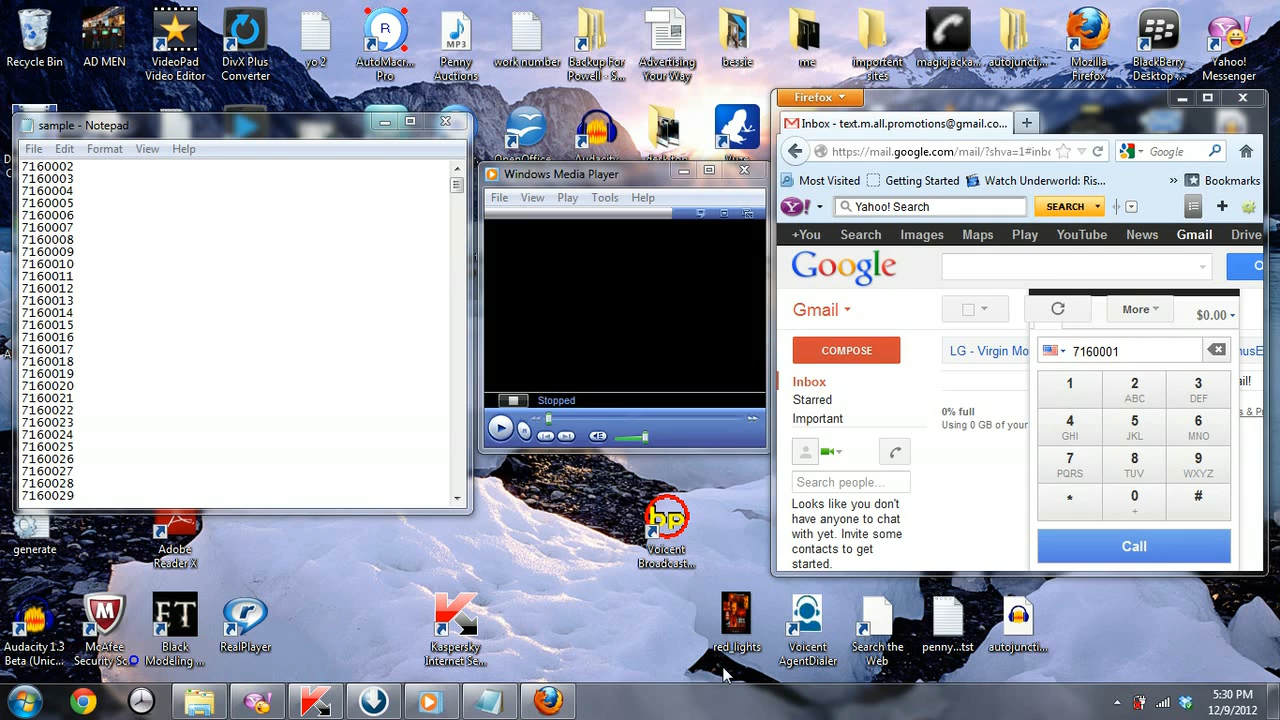 Recycle Bin
AD MEN
VideoPad Video Editor
DivX Plus Converter
yo 2
AutoMacr... Pro
Penny Auctions
work number
Backup For Powell - S...
Advertising Your Way
bessie
me
importent sites
magicjacka...
autojuncti...
Mozilla Firefox
BlackBerry Desktop ...
Yahoo! Messenger
sample - Notepad
File Edit Format View Help
7160002
7160003
7160004
7160005
7160006
7160007
7160008
7160009
7160010
7160011
7160012
7160013
7160014
7160015
7160016
7160017
7160018
7160019
7160020
7160021
7160022
7160023
7160024
7160025
7160026
7160027
7160028
7160029
OpenOffice
Audacity
Windows Media Player
File View Play Tools Help
Stopped
Firefox
Inbox - text.m.all.promotions@gmail.co...
https://mail.google.com/mail/?shva=1#inb
Google
Most Visited Getting Started Watch Underworld: Ris... » Bookmarks
Y! Yahoo! Search SEARCH
+You Search Images Maps Play YouTube News Gmail Drive
Google
Gmail
More
$0.00
COMPOSE
LG - Virgin Mo
7160001
Inbox
Starred
Important
0% full
Using 0 GB of your
Search people...
Looks like you don't
have anyone to chat
with yet. Invite some
contacts to get
started.
1
2 ABC
3 DEF
4 GHI
5 JKL
6 MNO
7 PQRS
8 TUV
9 WXYZ
*
0 +
#
Call
generate
Adobe Reader X
bp
Voicent Broadcast...
Audacity 1.3 Beta (Unic...
McAfee Security Sc...
FT
Black Modeling ...
RealPlayer
Kaspersky Internet Se...
red_lights
Voicent AgentDialer
Search the Web
penny...tst
autojuncti...
5:30 PM
12/9/2012